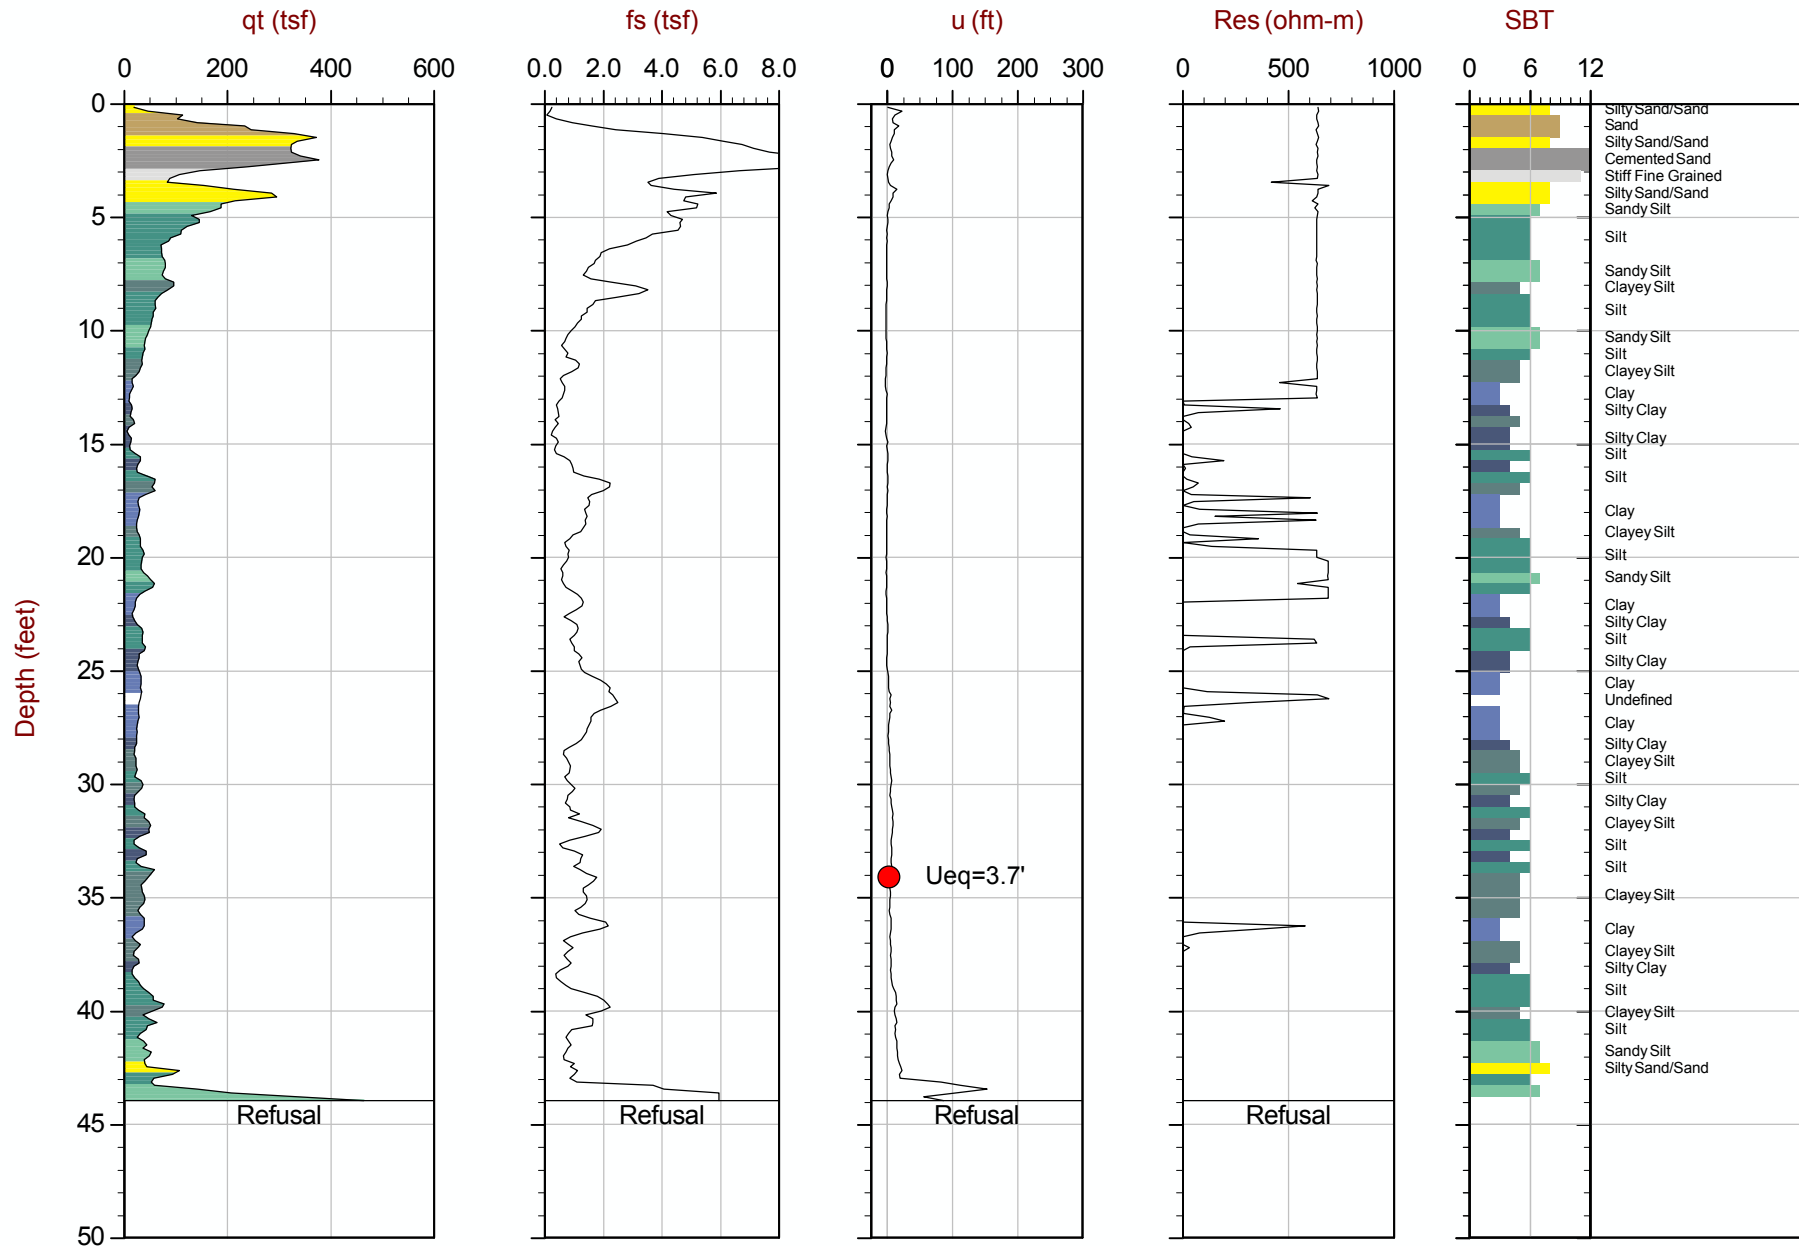 qt (tsf) fs (tsf) u (ft) Res (ohm-m) SBT
0 200 400 600 0.0 2.0 4.0 6.0 8.0 0 100 200 300 0 500 1000 0 6 12
0
Silty Sand/Sand
Sand
Silty Sand/Sand
Cemented Sand
Stiff Fine Grained
Silty Sand/Sand
Sandy Silt
5
Silt
Sandy Silt
Clayey Silt
Silt
10
Sandy Silt
Silt
Clayey Silt
Clay
Silty Clay
Silty Clay
15
Silt
Silt
Clay
Clayey Silt
Silt
20
Sandy Silt
Clay
Silty Clay
Silt
Silty Clay
25
Clay
Undefined
Clay
Silty Clay
Clayey Silt
Silt
30
Silty Clay
Clayey Silt
Silt
Silt
Ueq=3.7'
Clayey Silt
35
Clay
Clayey Silt
Silty Clay
Silt
40
Clayey Silt
Silt
Sandy Silt
Silty Sand/Sand
Refusal Refusal Refusal Refusal
45
50
Depth (feet)